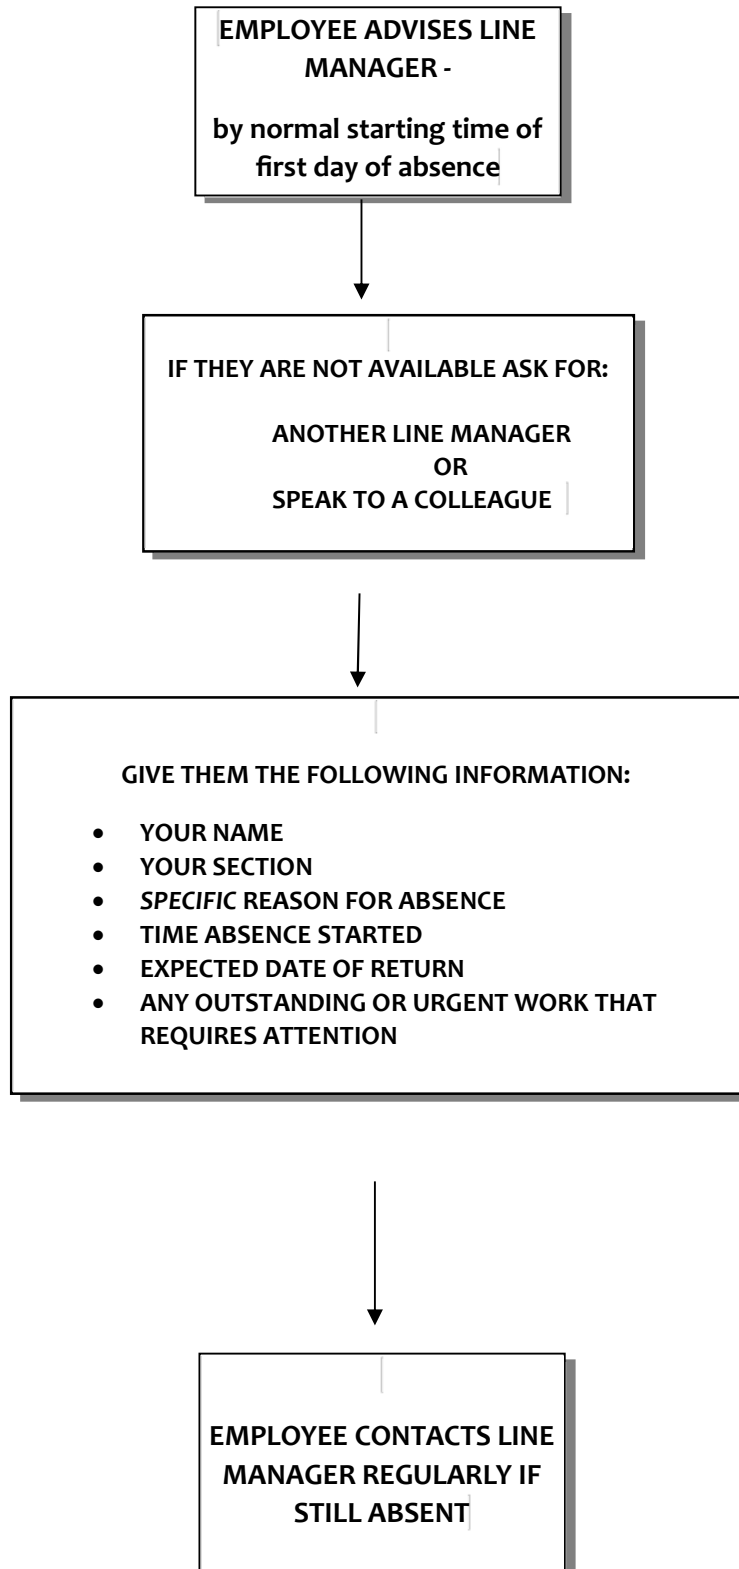 EMPLOYEE ADVISES LINE
MANAGER -
by normal starting time of
first day of absence
IF THEY ARE NOT AVAILABLE ASK FOR:
ANOTHER LINE MANAGER
OR
SPEAK TO A COLLEAGUE
GIVE THEM THE FOLLOWING INFORMATION:
• YOUR NAME
• YOUR SECTION
• SPECIFIC REASON FOR ABSENCE
• TIME ABSENCE STARTED
• EXPECTED DATE OF RETURN
• ANY OUTSTANDING OR URGENT WORK THAT
REQUIRES ATTENTION
EMPLOYEE CONTACTS LINE
MANAGER REGULARLY IF
STILL ABSENT